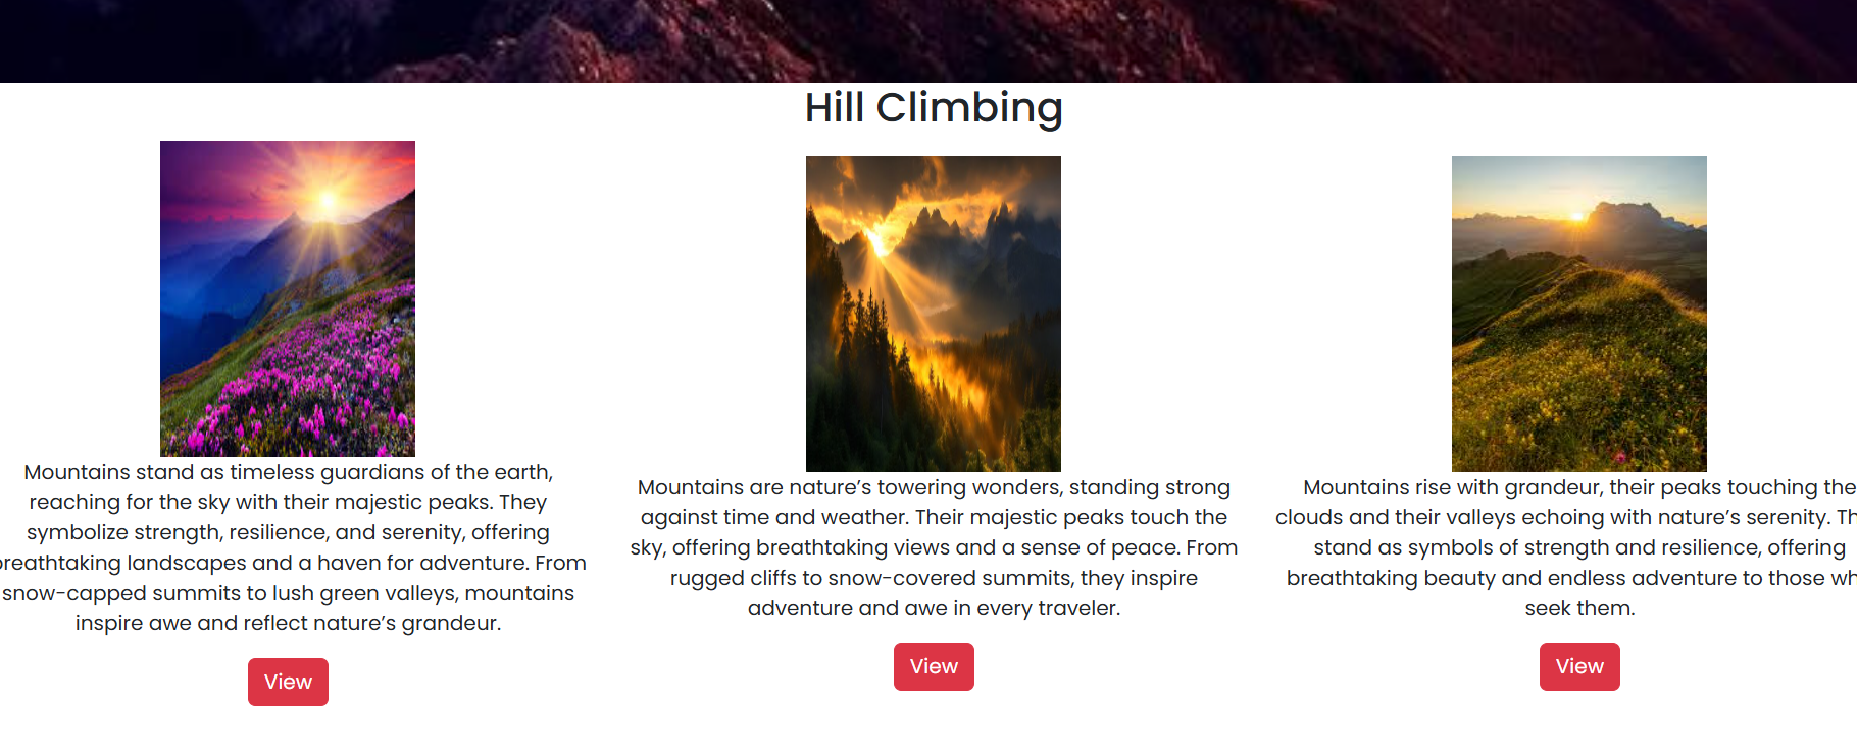 Hill Climbing
Mountains stand as timeless guardians of the earth,
reaching for the sky with their majestic peaks. They
symbolize strength, resilience, and serenity, offering
breathtaking landscapes and a haven for adventure. From
snow-capped summits to lush green valleys, mountains
inspire awe and reflect nature’s grandeur.
View
Mountains are nature’s towering wonders, standing strong
against time and weather. Their majestic peaks touch the
sky, offering breathtaking views and a sense of peace. From
rugged cliffs to snow-covered summits, they inspire
adventure and awe in every traveler.
View
Mountains rise with grandeur, their peaks touching the
clouds and their valleys echoing with nature’s serenity.
stand as symbols of strength and resilience, offering
breathtaking beauty and endless adventure to those
seek them.
View